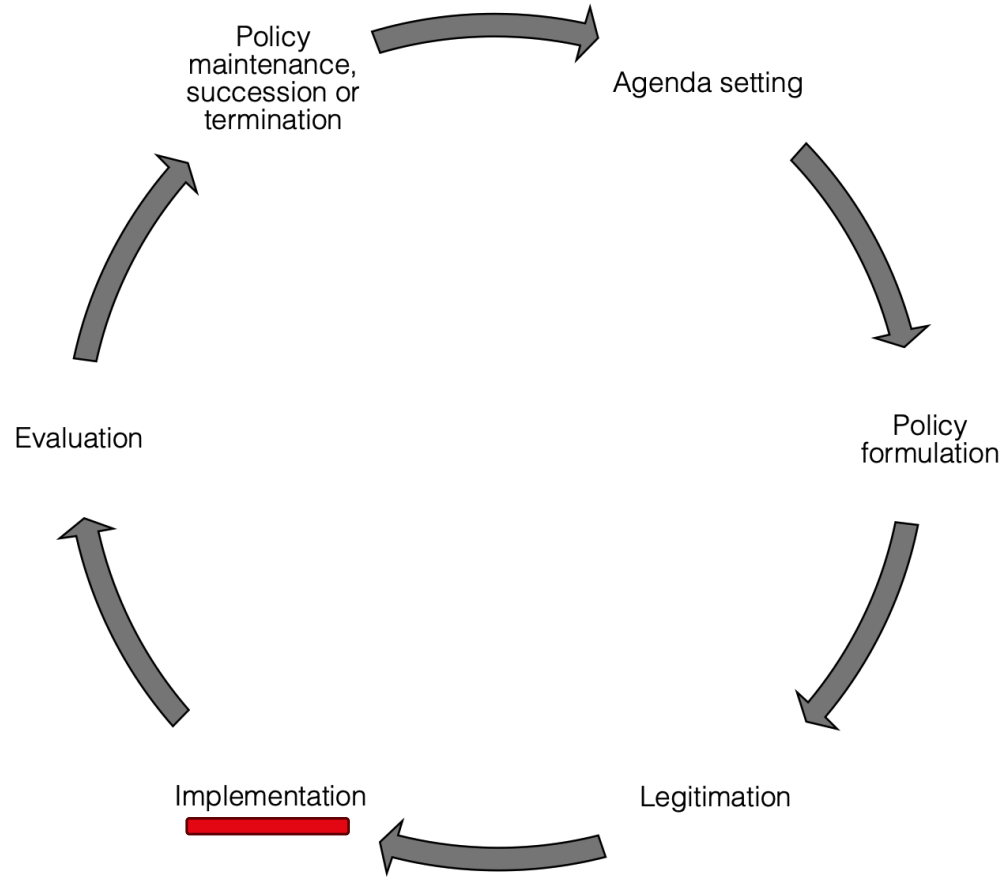 Policy
maintenance,
succession or
termination
Agenda setting
Policy
formulation
Legitimation
Implementation
Evaluation